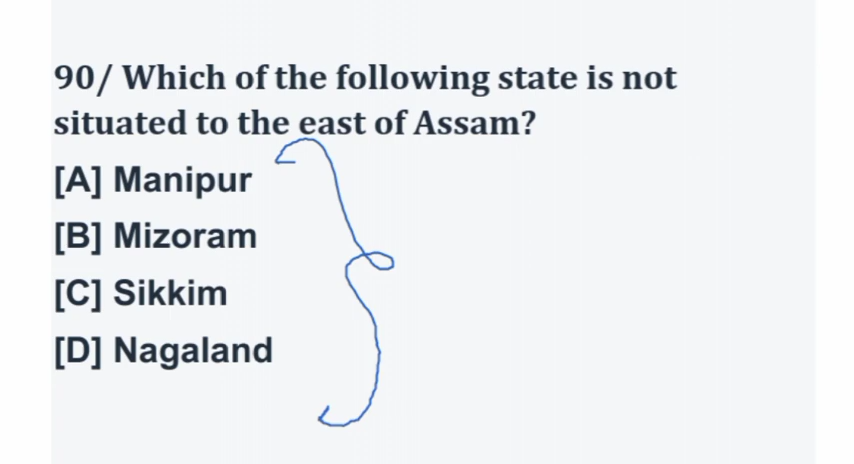 90/ Which of the following state is not
situated to the east of Assam?
[A] Manipur
[B] Mizoram
[C] Sikkim
[D] Nagaland